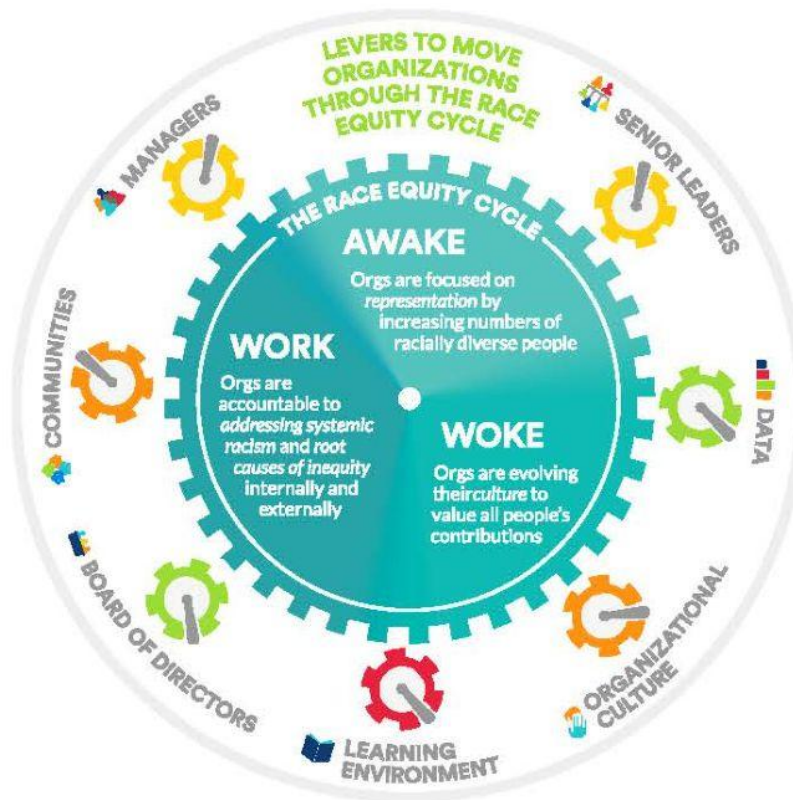 LEVERS TO MOVE
ORGANIZATIONS
THROUGH THE RACE
EQUITY CYCLE
SENIOR LEADERS
DATA
ORGANIZATIONAL
CULTURE
LEARNING
ENVIRONMENT
BOARD OF DIRECTORS
COMMUNITIES
MANAGERS
THE RACE EQUITY CYCLE
AWAKE
Orgs are focused on
representation by
increasing numbers of
racially diverse people
WOKE
Orgs are evolving
theirculture to
value all people's
contributions
WORK
Orgs are
accountable to
addressing systemic
racism and root
causes of inequity
internally and
externally